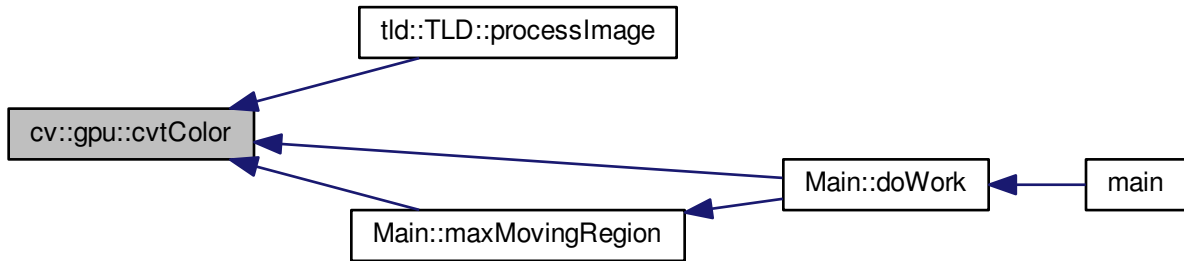 tld::TLD::processImage
cv::gpu::cvtColor
Main::doWork
main
Main::maxMovingRegion